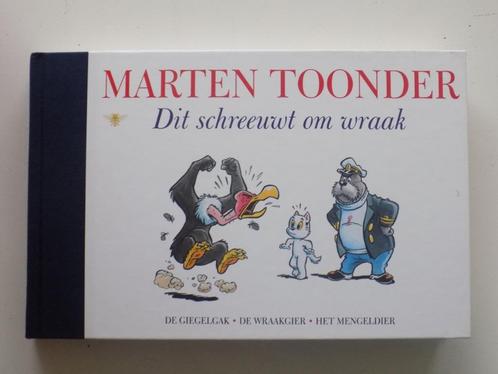 MARTEN TOONDER
Dit schreeuwt om wraak
DE GIEGELGAK • DE WRAAKGIER • HET MENGELDIER